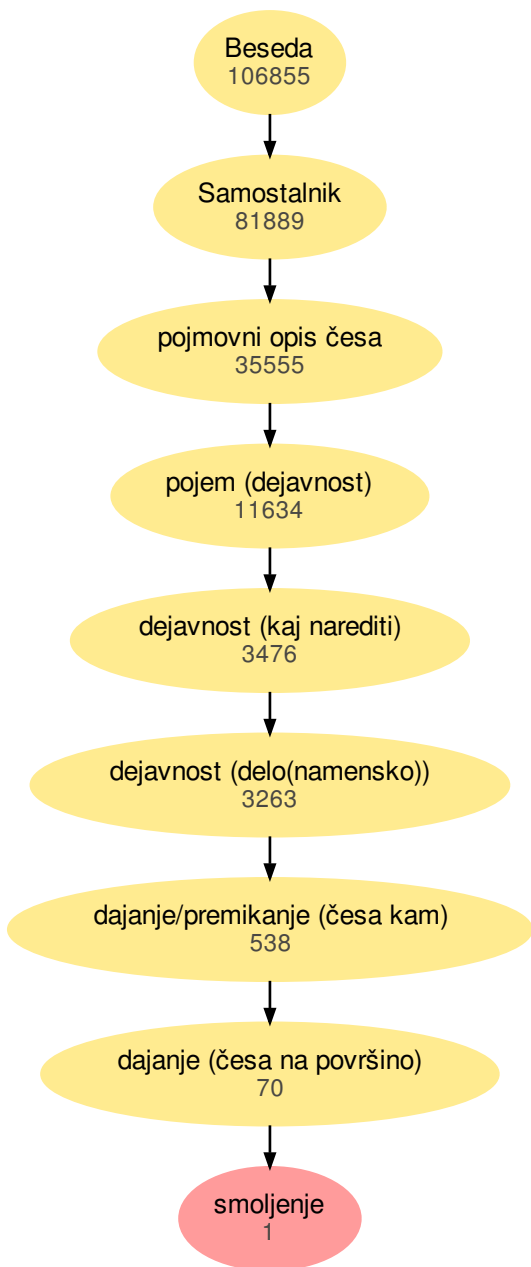 Beseda
106855
Samostalnik
81889
pojmovni opis česa
35555
pojem (dejavnost)
11634
dejavnost (kaj narediti)
3476
dejavnost (delo(namensko))
3263
dajanje/premikanje (česa kam)
538
dajanje (česa na površino)
70
smoljenje
1